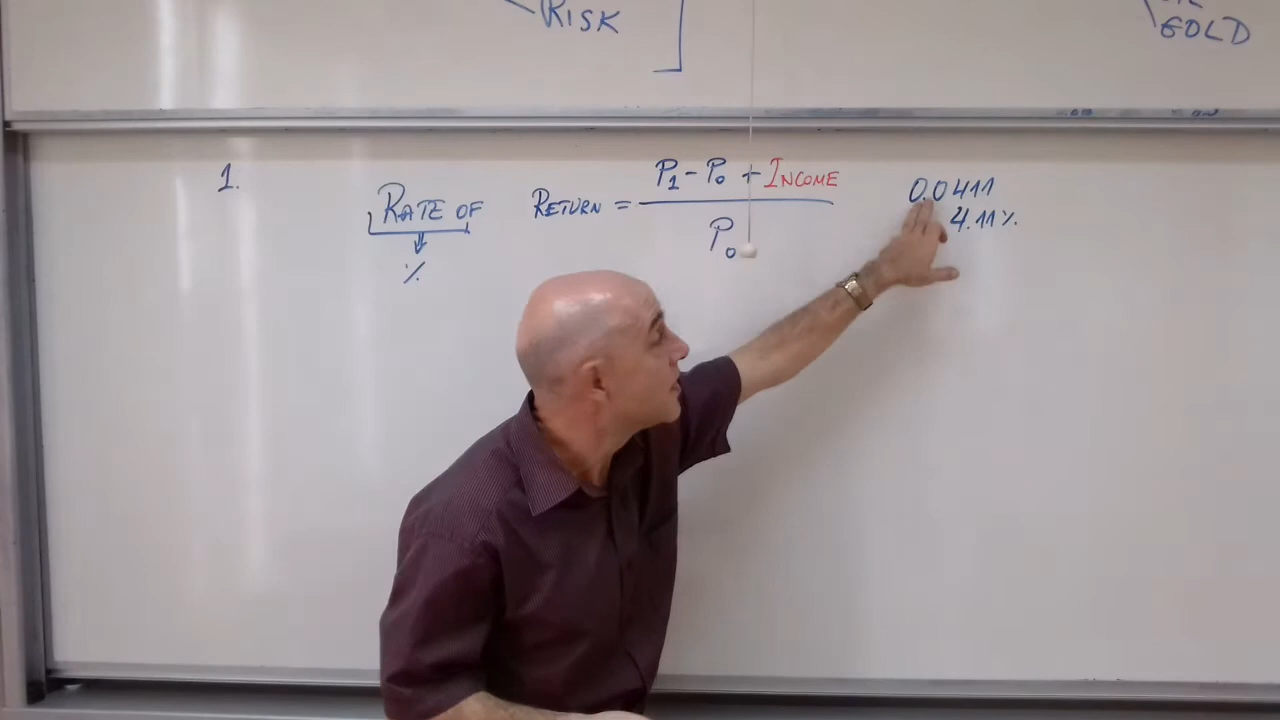 RISK
GOLD
1.
RATE OF RETURN = P₁ - P₀ + INCOME
P₀
%
0.0411
4.11%